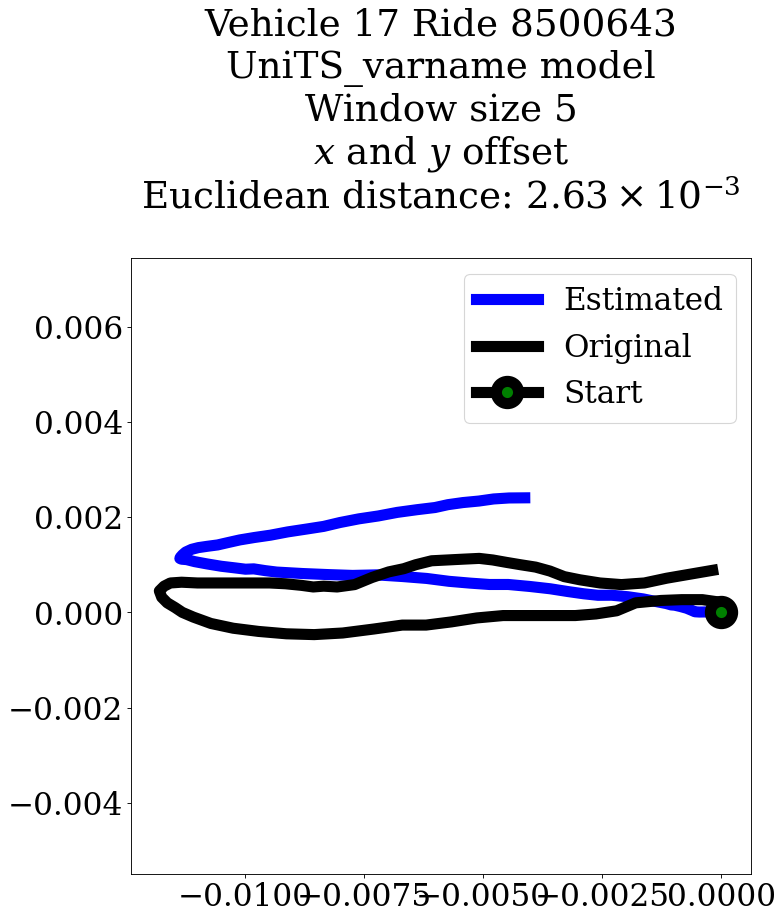 Vehicle 17 Ride 8500643
UniTS_varname model
Window size 5
x and y offset
Euclidean distance: 2.63 × 10⁻³
Estimated
Original
Start
0.006
0.004
0.002
0.000
−0.002
−0.004
−0.0100 −0.0075 −0.0050 −0.0025 0.0000